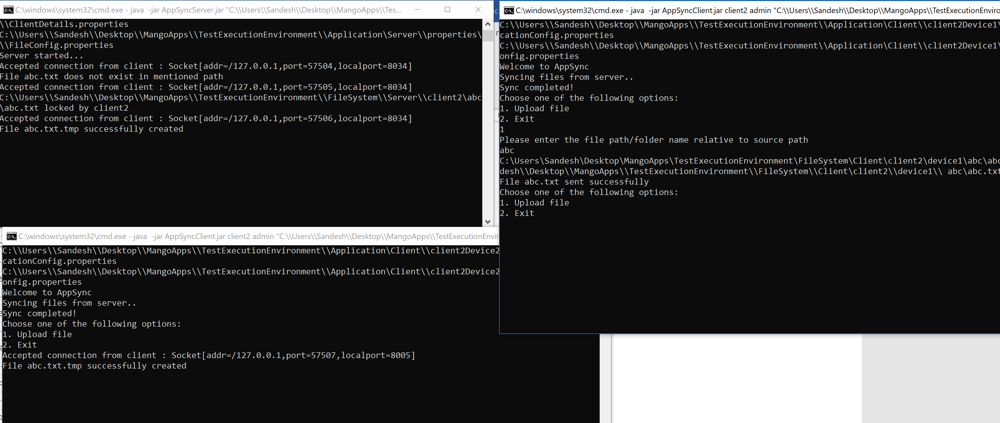 C:\windows\system32\cmd.exe - java  -jar AppSyncServer.jar "C:\\Users\\Sandesh\\Desktop\\MangoApps\\Tes...
\\ClientDetails.properties
C:\\Users\\Sandesh\\Desktop\\MangoApps\\TestExecutionEnvironment\\Application\Server\\properties\
\\FileConfig.properties
Server started...
Accepted connection from client : Socket[addr=/127.0.0.1,port=57504,localport=8034]
File abc.txt does not exist in mentioned path
Accepted connection from client : Socket[addr=/127.0.0.1,port=57505,localport=8034]
C:\\Users\\Sandesh\\Desktop\\MangoApps\\TestExecutionEnvironment\\FileSystem\\Server\\client2\abc
\abc.txt locked by client2
Accepted connection from client : Socket[addr=/127.0.0.1,port=57506,localport=8034]
File abc.txt.tmp successfully created
C:\windows\system32\cmd.exe - java  -jar AppSyncClient.jar client2 admin "C:\\Users\\Sandesh\\Desktop\\MangoApps\\TestExecutionEnviro
C:\\Users\\Sandesh\\Desktop\\MangoApps\\TestExecutionEnvironment\\Application\Client\\client2Device1\
cationConfig.properties
C:\\Users\\Sandesh\\Desktop\\MangoApps\\TestExecutionEnvironment\\Application\Client\\client2Device1\
onfig.properties
Welcome to AppSync
Syncing files from server..
Sync completed!
Choose one of the following options:
1. Upload file
2. Exit
1
Please enter the file path/folder name relative to source path
abc
C:\Users\Sandesh\Desktop\MangoApps\TestExecutionEnvironment\FileSystem\Client\client2\device1\abc\abc
desh\\Desktop\\MangoApps\\TestExecutionEnvironment\\FileSystem\\Client\client2\\device1\\ abc\abc.txt
File abc.txt sent successfully
Choose one of the following options:
1. Upload file
2. Exit
C:\windows\system32\cmd.exe - java  -jar AppSyncClient.jar client2 admin "C:\\Users\\Sandesh\\Desktop\\MangoApps\\TestExecutionEnvir
C:\\Users\\Sandesh\\Desktop\\MangoApps\\TestExecutionEnvironment\\Application\Client\\client2Device2
cationConfig.properties
C:\\Users\\Sandesh\\Desktop\\MangoApps\\TestExecutionEnvironment\\Application\Client\\client2Device2
onfig.properties
Welcome to AppSync
Syncing files from server..
Sync completed!
Choose one of the following options:
1. Upload file
2. Exit
Accepted connection from client : Socket[addr=/127.0.0.1,port=57507,localport=8005]
File abc.txt.tmp successfully created